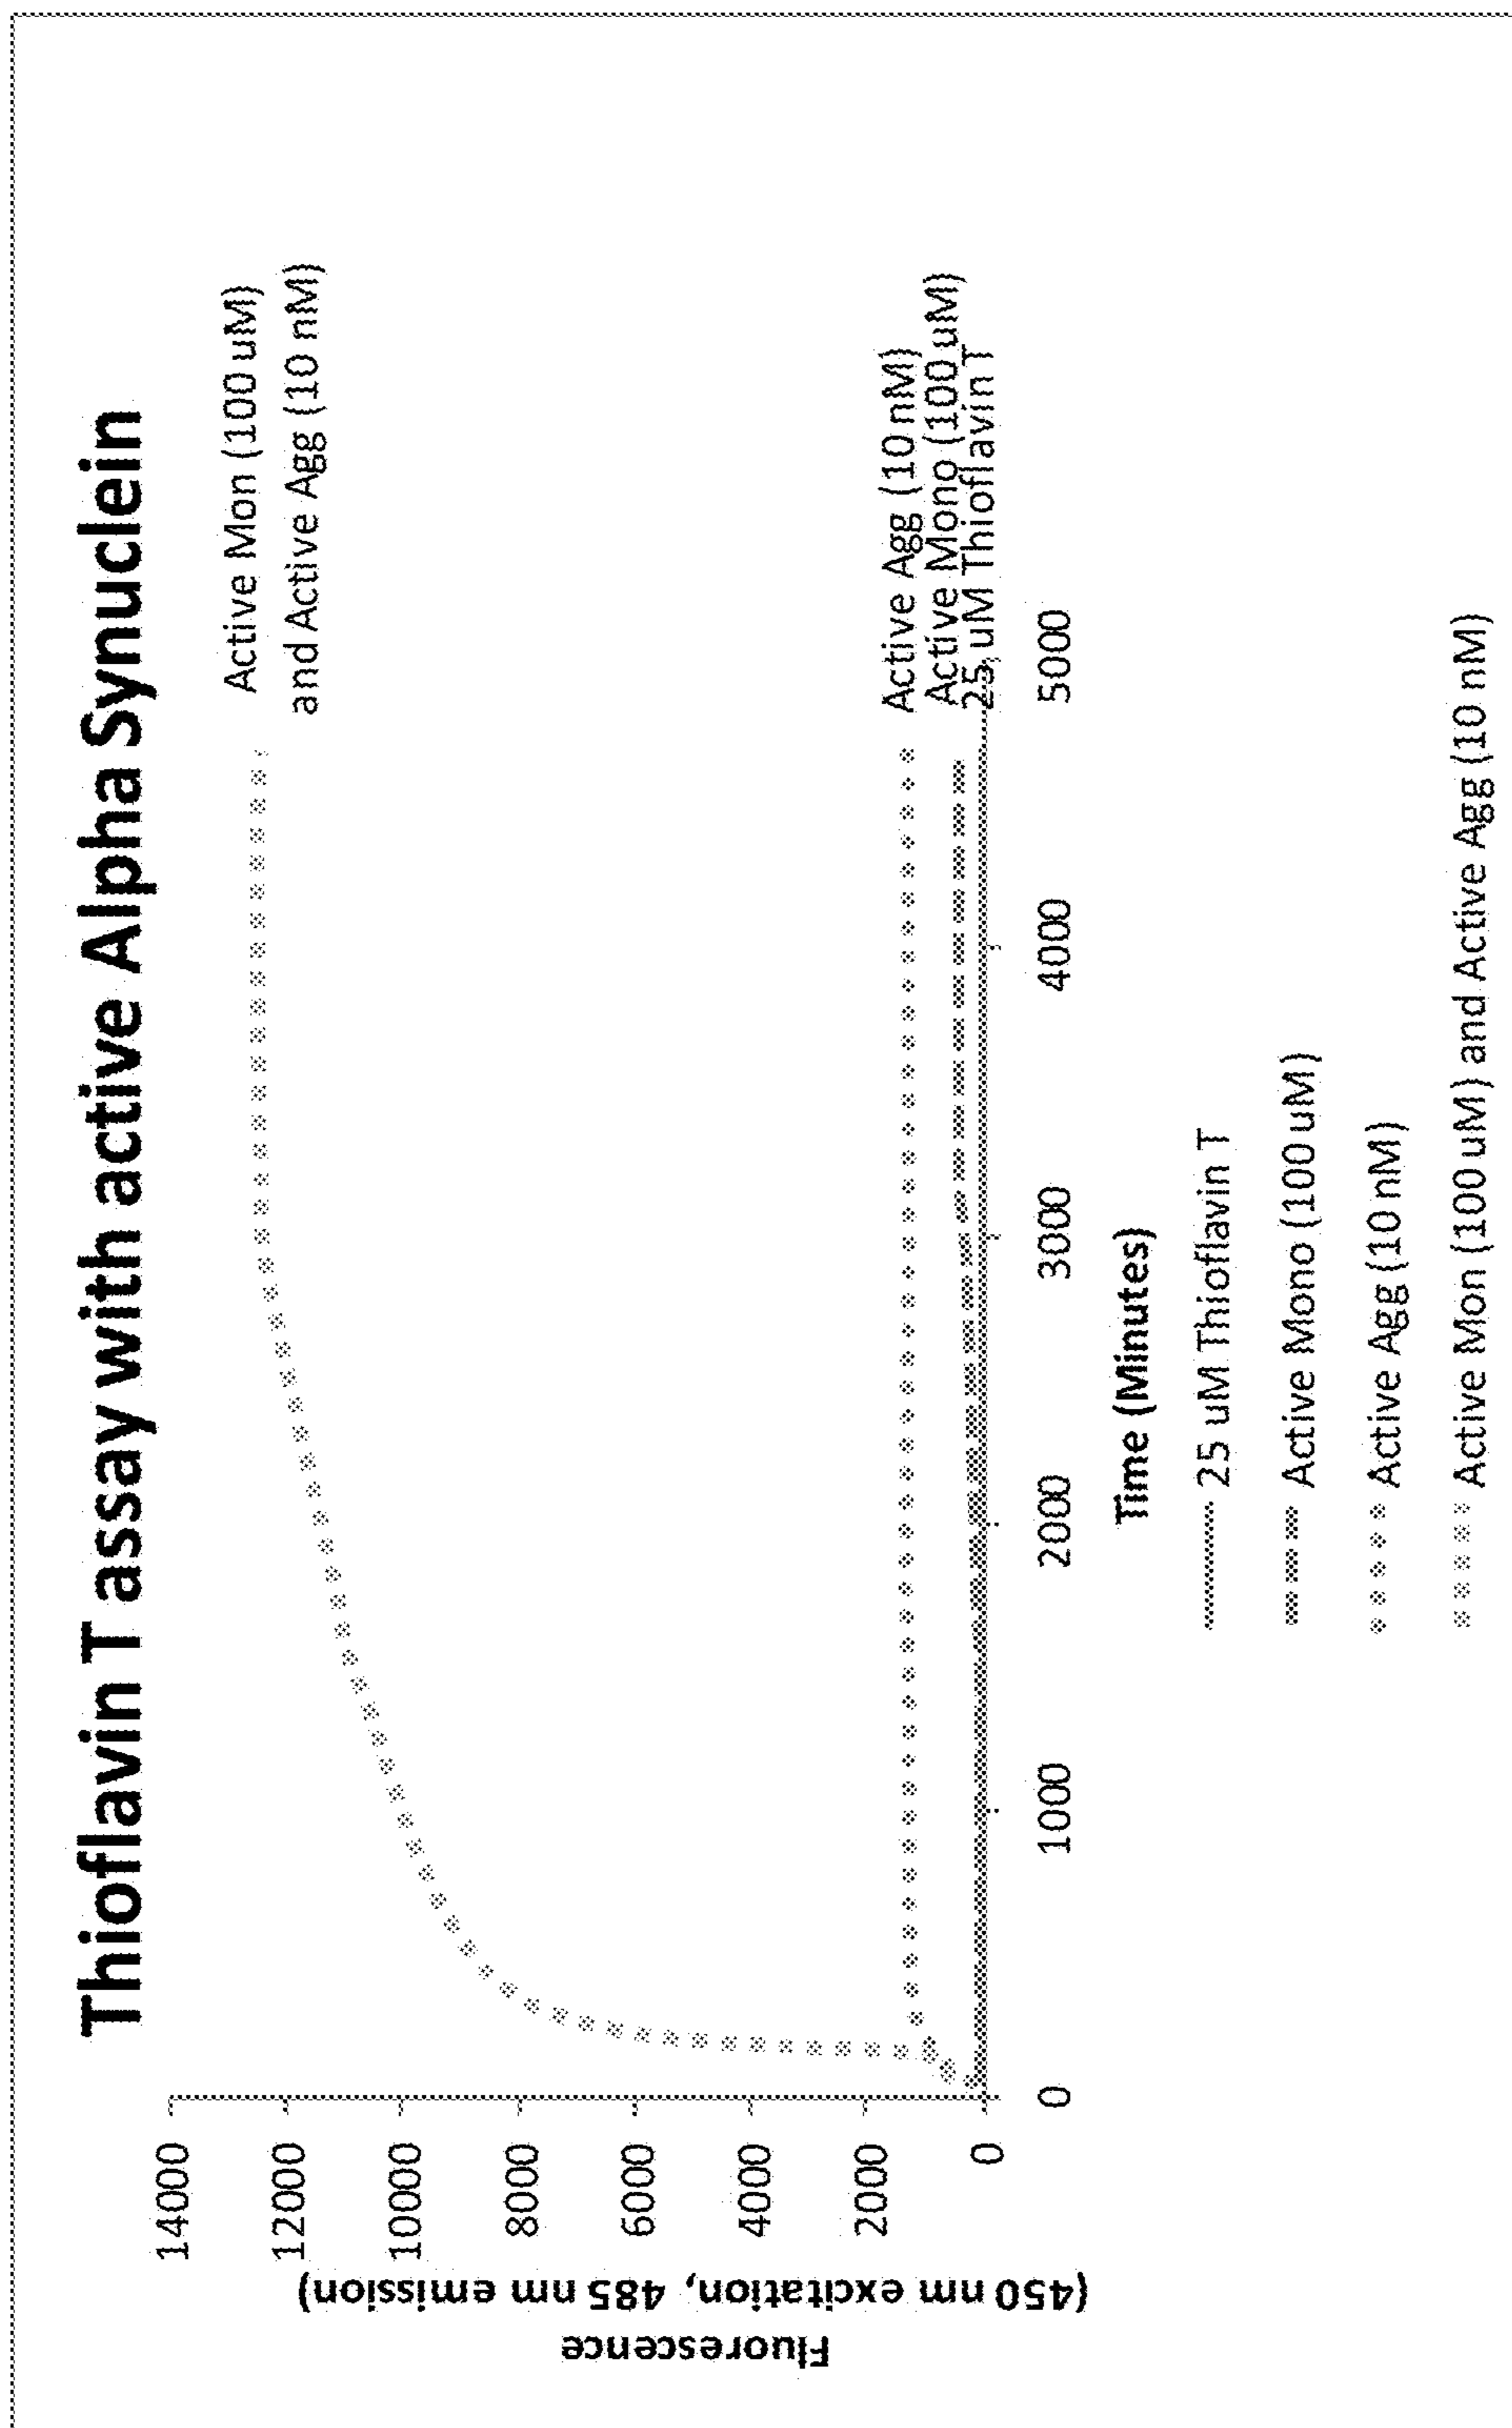 Thioflavin T assay with active Alpha Synuclein
Active Mon (100 uM)
and Active Agg (10 nM)
14000
12000
10000
8000
6000
4000
2000
0
Fluorescence
(450 nm excitation, 485 nm emission)
Active Agg (10 nM)
Active Mono (100 uM)
25 uM Thioflavin T
0 1000 2000 3000 4000 5000
Time (Minutes)
25 uM Thioflavin T
Active Mono (100 uM)
Active Agg (10 nM)
Active Mon (100 uM) and Active Agg (10 nM)